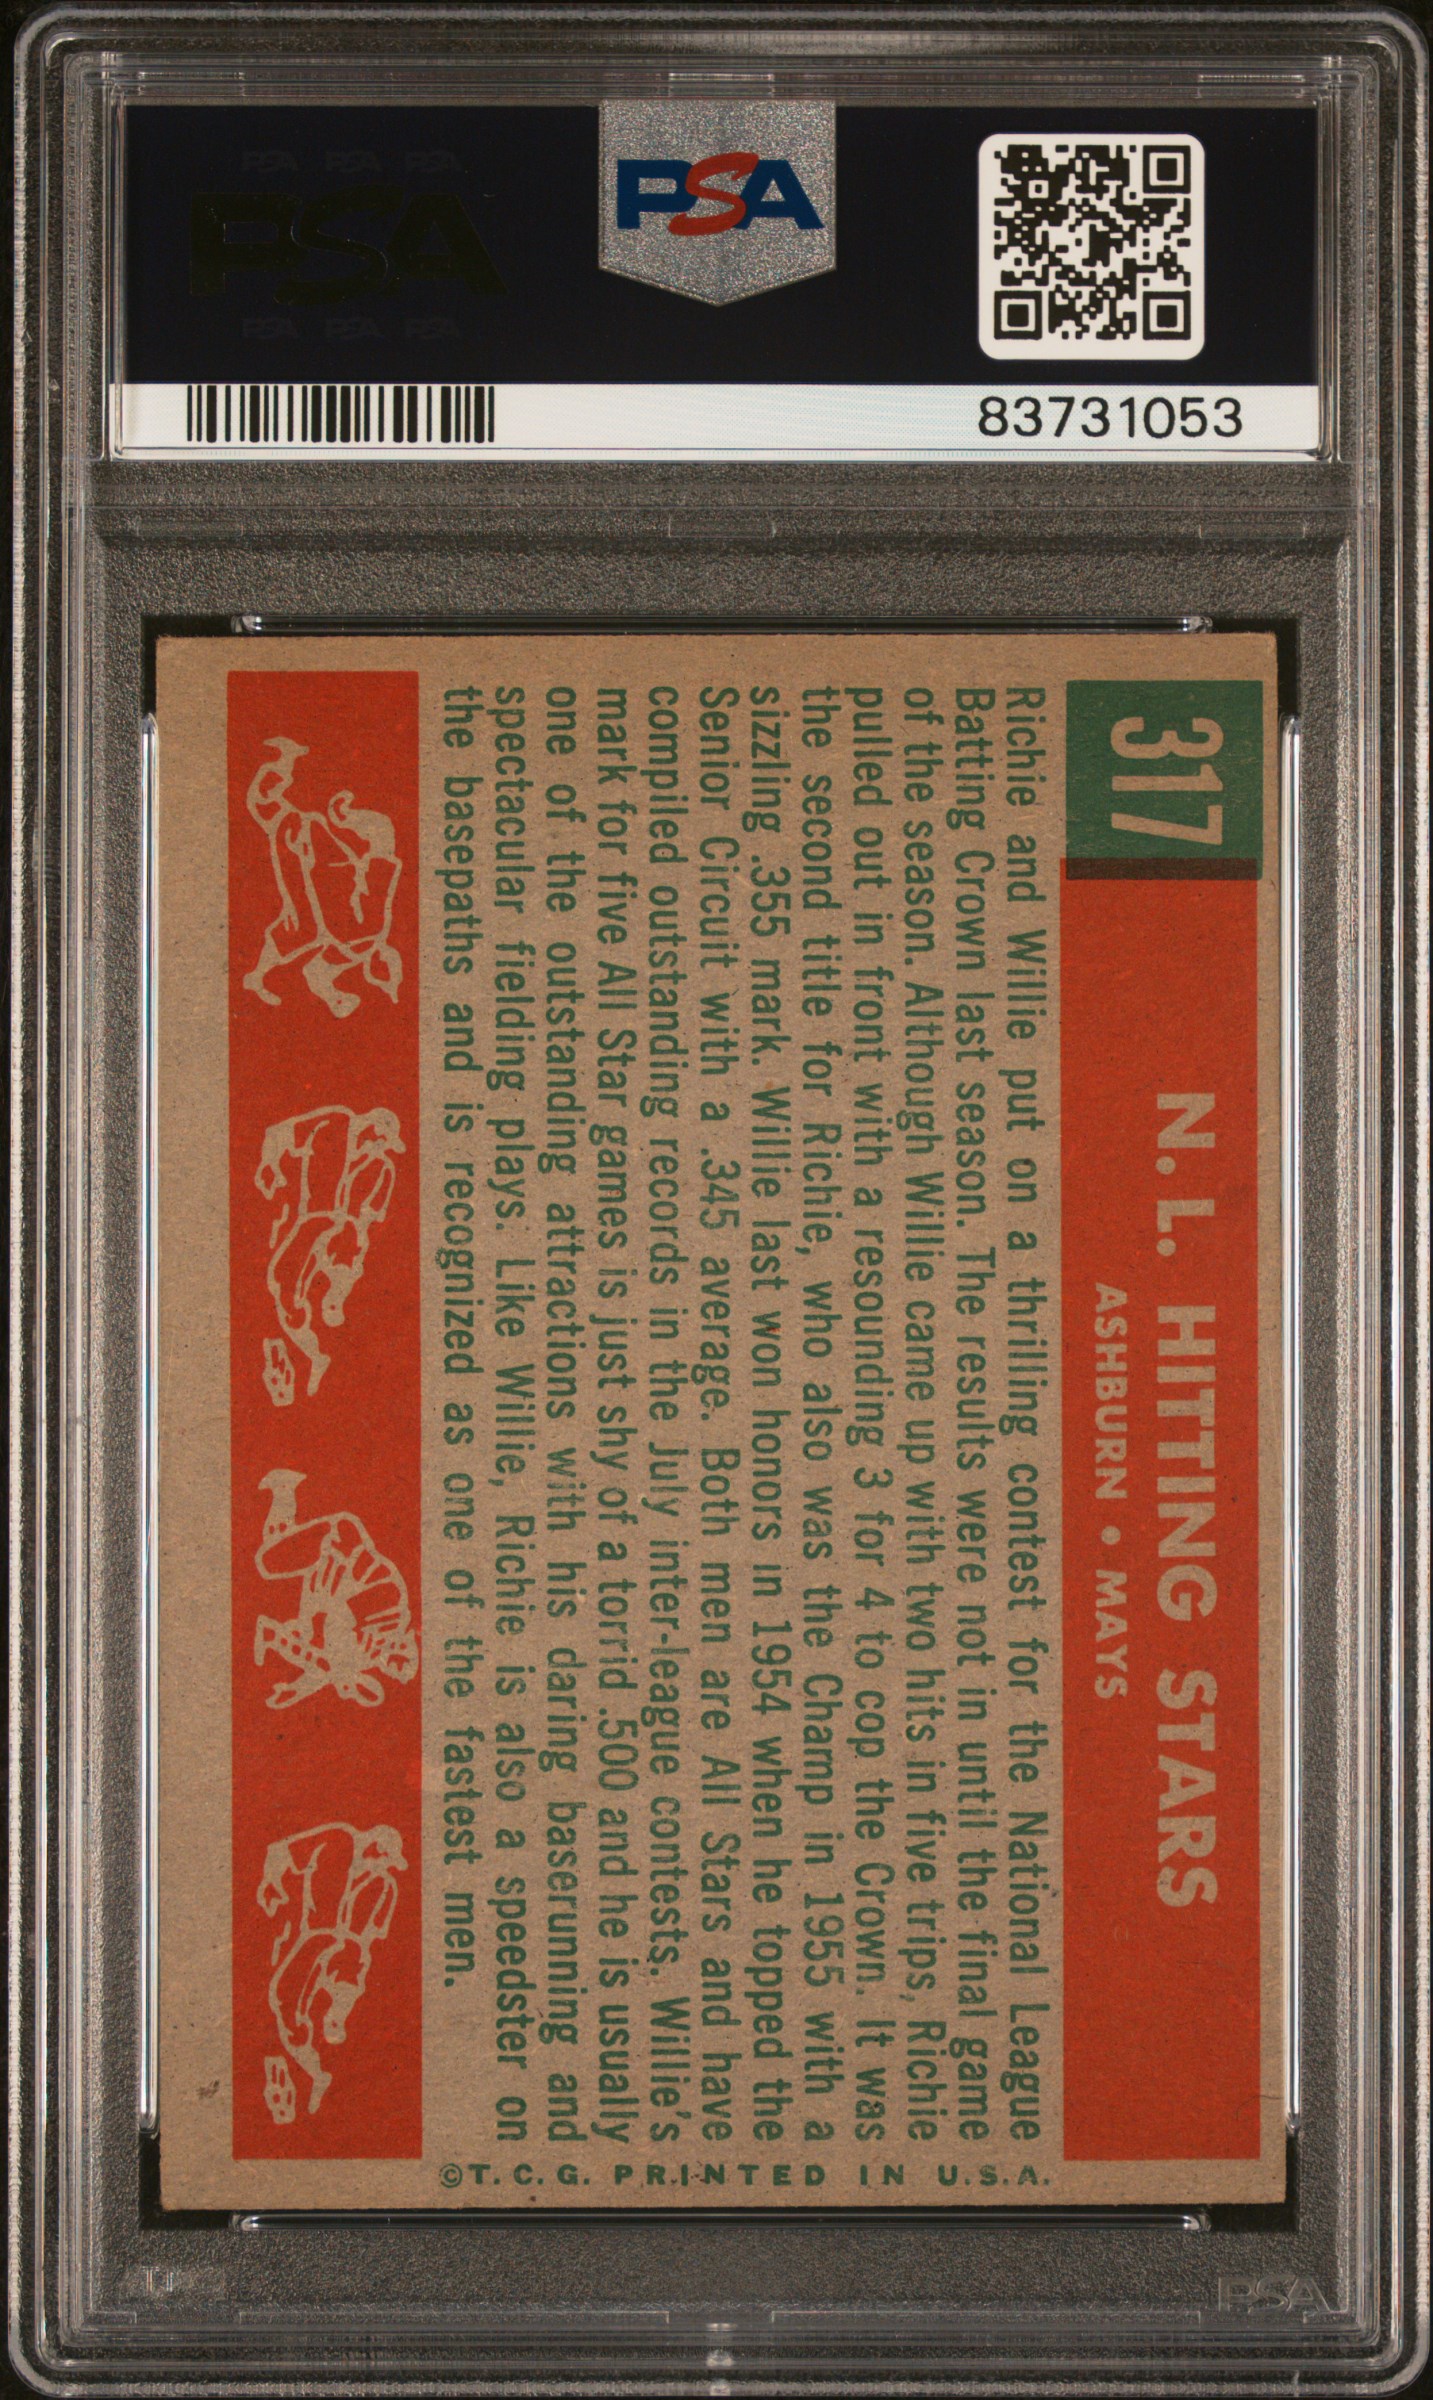 PSA PSA PSA
PSA
PSA PSA PSA
PSA
83731053
317
N. L. HITTING STARS
ASHBURN • MAYS
Richie and Willie put on a thrilling contest for the National League
Batting Crown last season. The results were not in until the final game
of the season. Although Willie came up with two hits in five trips, Richie
pulled out in front with a resounding 3 for 4 to cop the Crown. It was
the second title for Richie, who also was the Champ in 1955 with a
sizzling .355 mark. Willie last won honors in 1954 when he topped the
Senior Circuit with a .345 average. Both men are All Stars and have
compiled outstanding records in the July inter-league contests. Willie's
mark for five All Star games is just shy of a torrid .500 and he is usually
one of the outstanding attractions with his daring baserunning and
spectacular fielding plays. Like Willie, Richie is also a speedster on
the basepaths and is recognized as one of the fastest men.
©T. C. G. PRINTED IN U.S.A.
PSA